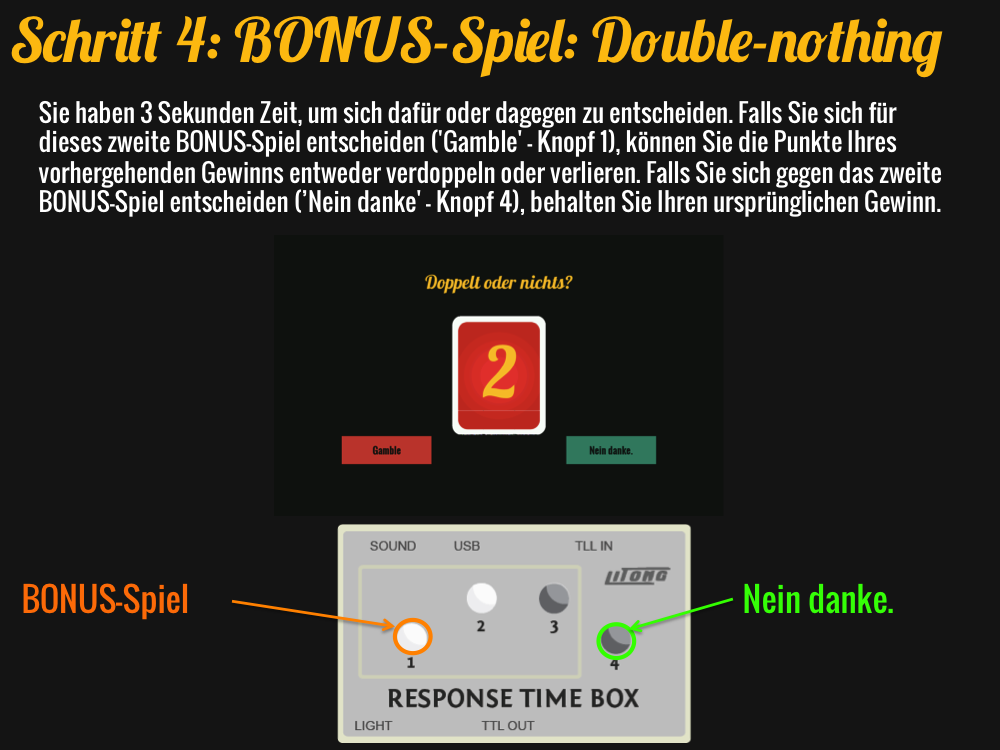 Schritt 4: BONUS-Spiel: Double-nothing
Sie haben 3 Sekunden Zeit, um sich dafür oder dagegen zu entscheiden. Falls Sie sich für
dieses zweite BONUS-Spiel entscheiden ('Gamble' - Knopf 1), können Sie die Punkte Ihres
vorhergehenden Gewinns entweder verdoppeln oder verlieren. Falls Sie sich gegen das zweite
BONUS-Spiel entscheiden ('Nein danke' - Knopf 4), behalten Sie Ihren ursprünglichen Gewinn.
Doppelt oder nichts?
2
Gamble
Nein danke.
SOUND USB TLL IN
LITONG
BONUS-Spiel
Nein danke.
2 3
1 4
RESPONSE TIME BOX
LIGHT TTL OUT